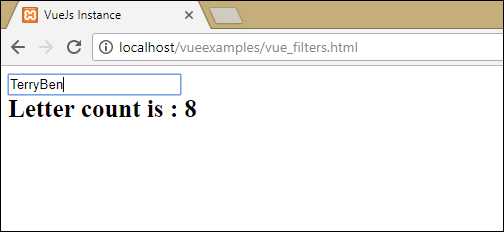 VueJs Instance
localhost/vueexamples/vue_filters.html
TerryBen
Letter count is : 8